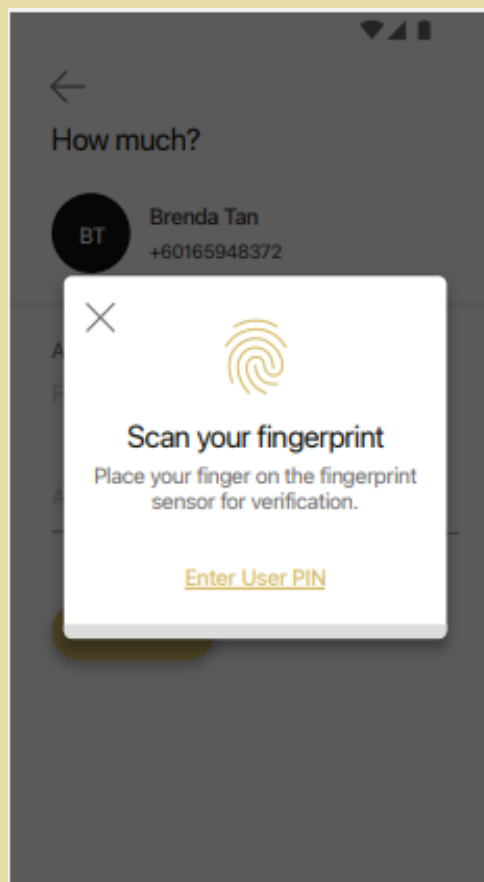 How much?
BT
Brenda Tan
+60165948372
A
Scan your fingerprint
Place your finger on the fingerprint
sensor for verification.
Enter User PIN